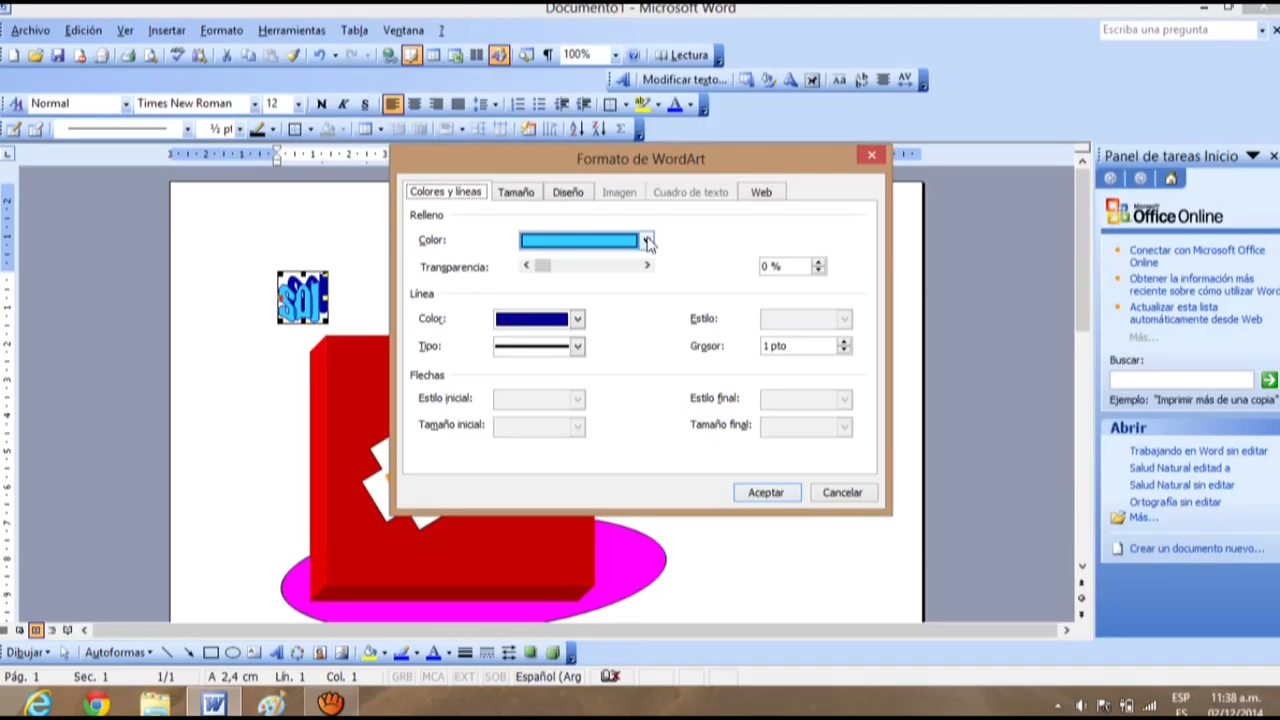 Documento1 - Microsoft Word
Archivo Edición Ver Insertar Formato Herramientas Tabla Ventana ?
Escriba una pregunta
100% Lectura
Modificar texto...
Normal Times New Roman 12 N K S
½ pt
Panel de tareas Inicio
Formato de WordArt
Colores y líneas Tamaño Diseño Imagen Cuadro de texto Web
Relleno
Color:
Transparencia: 0 %
Línea
Color: Estilo:
Tipo: Grosor: 1 pto
Flechas
Estilo inicial: Estilo final:
Tamaño inicial: Tamaño final:
Aceptar Cancelar
Microsoft
Office Online
Conectar con Microsoft Office
Online
Obtener la información más
reciente sobre cómo utilizar Word
Actualizar esta lista
automáticamente desde Web
Más...
Buscar:
Ejemplo: "Imprimir más de una copia"
Abrir
Trabajando en Word sin editar
Salud Natural editad a
Salud Natural sin editar
Ortografía sin editar
Más...
Crear un documento nuevo...
Dibujar Autoformas
Pág. 1 Sec. 1 1/1 A 2,4 cm Lín. 1 Col. 1 GRB MCA EXT SOB Español (Arg
ESP 11:38 a.m.
ES 02/12/2014